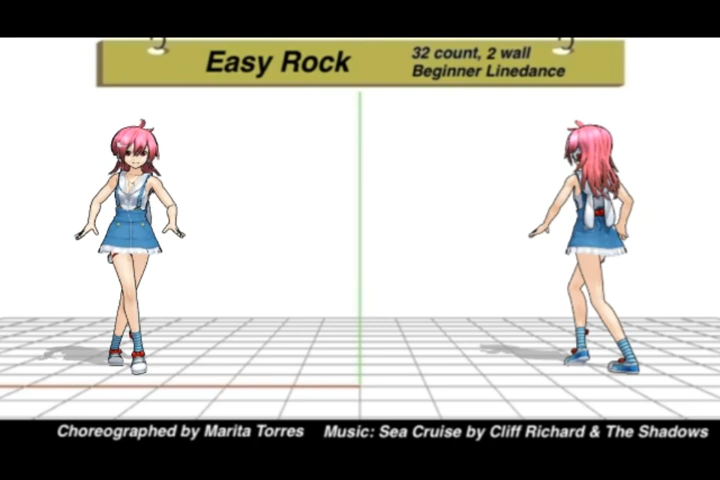 Easy Rock
32 count, 2 wall
Beginner Linedance
Choreographed by Marita Torres
Music: Sea Cruise by Cliff Richard & The Shadows